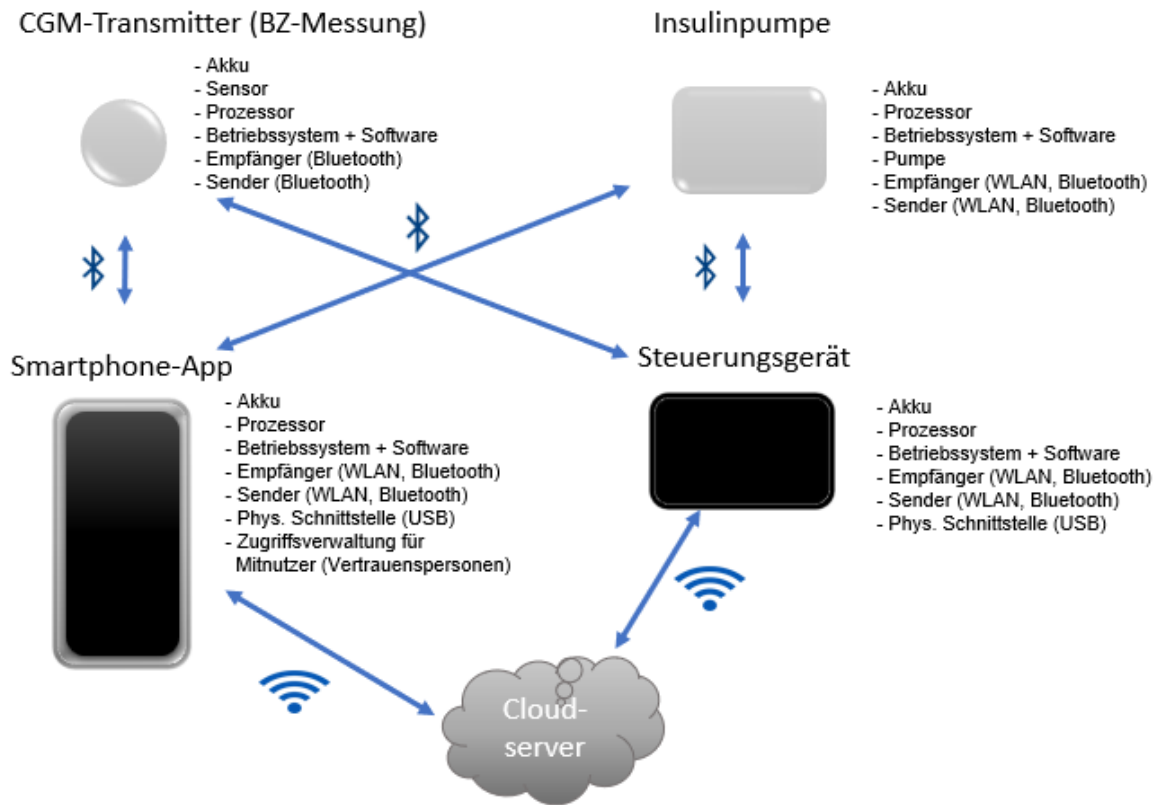 CGM-Transmitter (BZ-Messung)
- Akku
- Sensor
- Prozessor
- Betriebssystem + Software
- Empfänger (Bluetooth)
- Sender (Bluetooth)
Insulinpumpe
- Akku
- Prozessor
- Betriebssystem + Software
- Pumpe
- Empfänger (WLAN, Bluetooth)
- Sender (WLAN, Bluetooth)
Smartphone-App
- Akku
- Prozessor
- Betriebssystem + Software
- Empfänger (WLAN, Bluetooth)
- Sender (WLAN, Bluetooth)
- Phys. Schnittstelle (USB)
- Zugriffsverwaltung für
Mitnutzer (Vertrauenspersonen)
Steuerungsgerät
- Akku
- Prozessor
- Betriebssystem + Software
- Empfänger (WLAN, Bluetooth)
- Sender (WLAN, Bluetooth)
- Phys. Schnittstelle (USB)
Cloud-
server